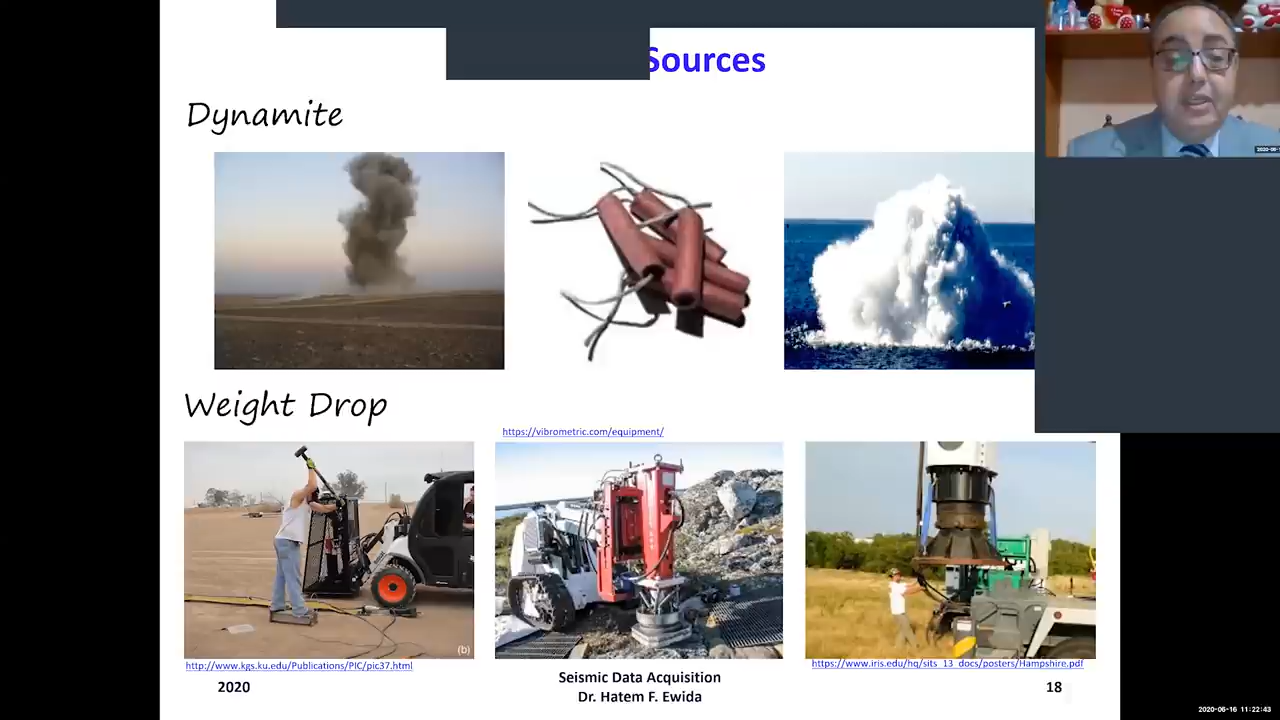 Sources
Dynamite
Weight Drop
https://vibrometric.com/equipment/
(b)
http://www.kgs.ku.edu/Publications/PIC/pic37.html
https://www.iris.edu/hq/sits_13_docs/posters/Hampshire.pdf
2020
Seismic Data Acquisition
Dr. Hatem F. Ewida
18
2020-06-16 11:22:43